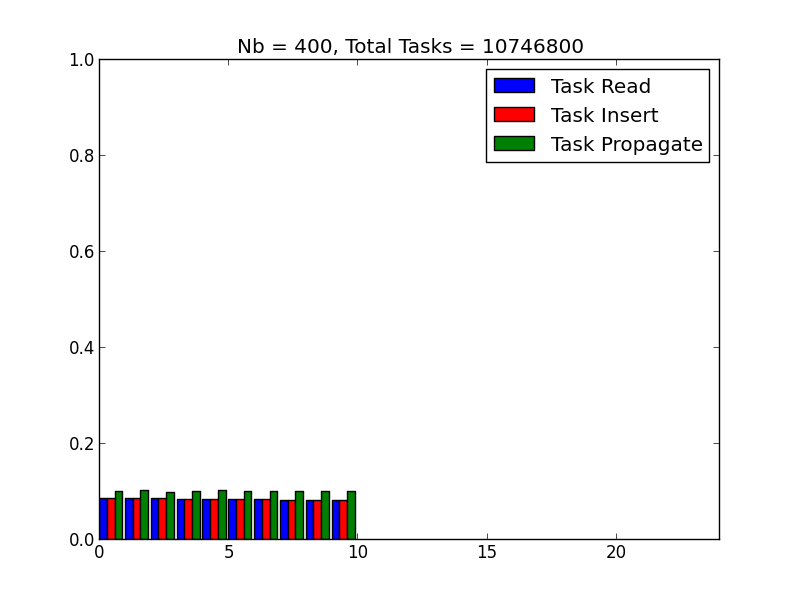 Nb = 400, Total Tasks = 10746800
1.0
Task Read
Task Insert
Task Propagate
0.8
0.6
0.4
0.2
0.0
0 5 10 15 20